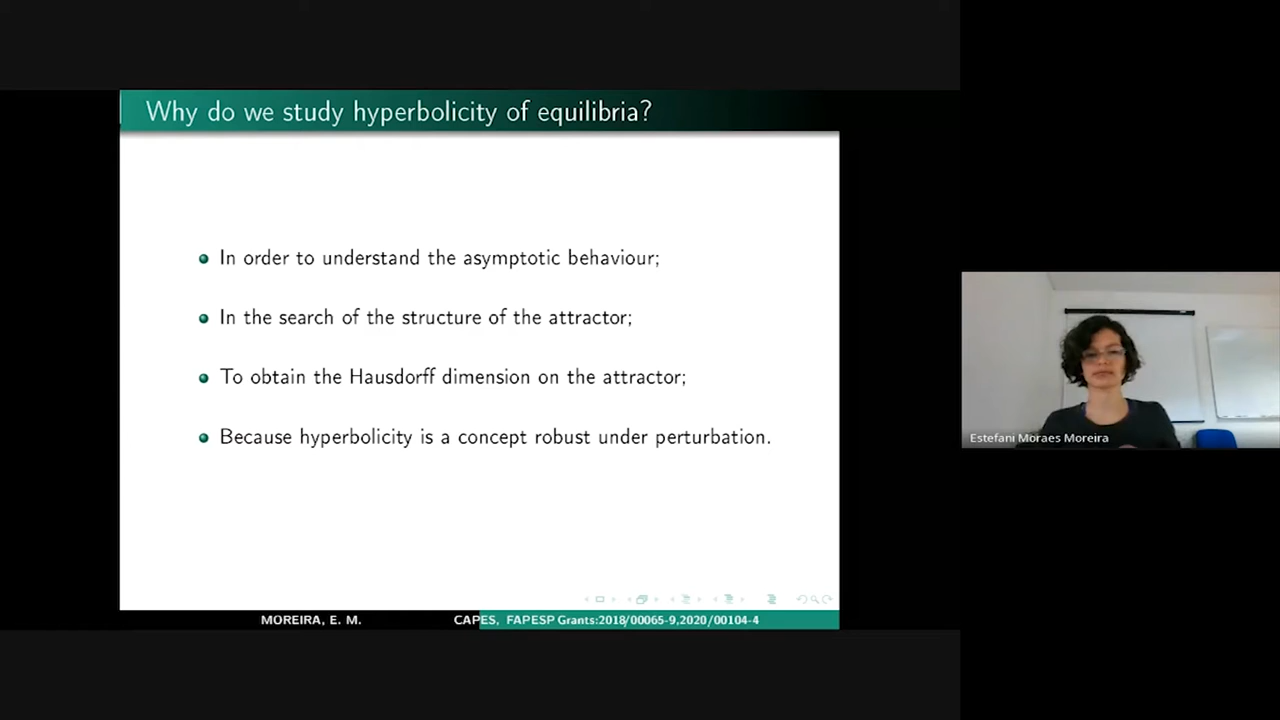 Why do we study hyperbolicity of equilibria?
In order to understand the asymptotic behaviour;
In the search of the structure of the attractor;
To obtain the Hausdorff dimension on the attractor;
Because hyperbolicity is a concept robust under perturbation.
MOREIRA, E. M.
CAPES, FAPESP Grants:2018/00065-9,2020/00104-4
Estefani Moraes Moreira